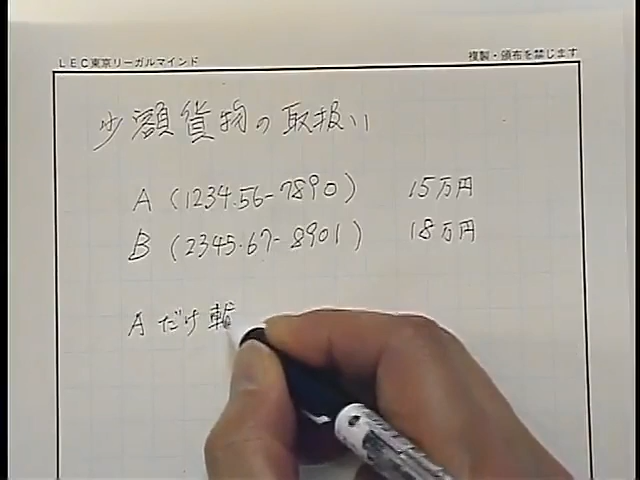 LEC東京リーガルマインド
複製・頒布を禁じます
少額貨物の取扱い
A (1234.56-7890) 15万円
B (2345.67-8901) 18万円
Aだけ